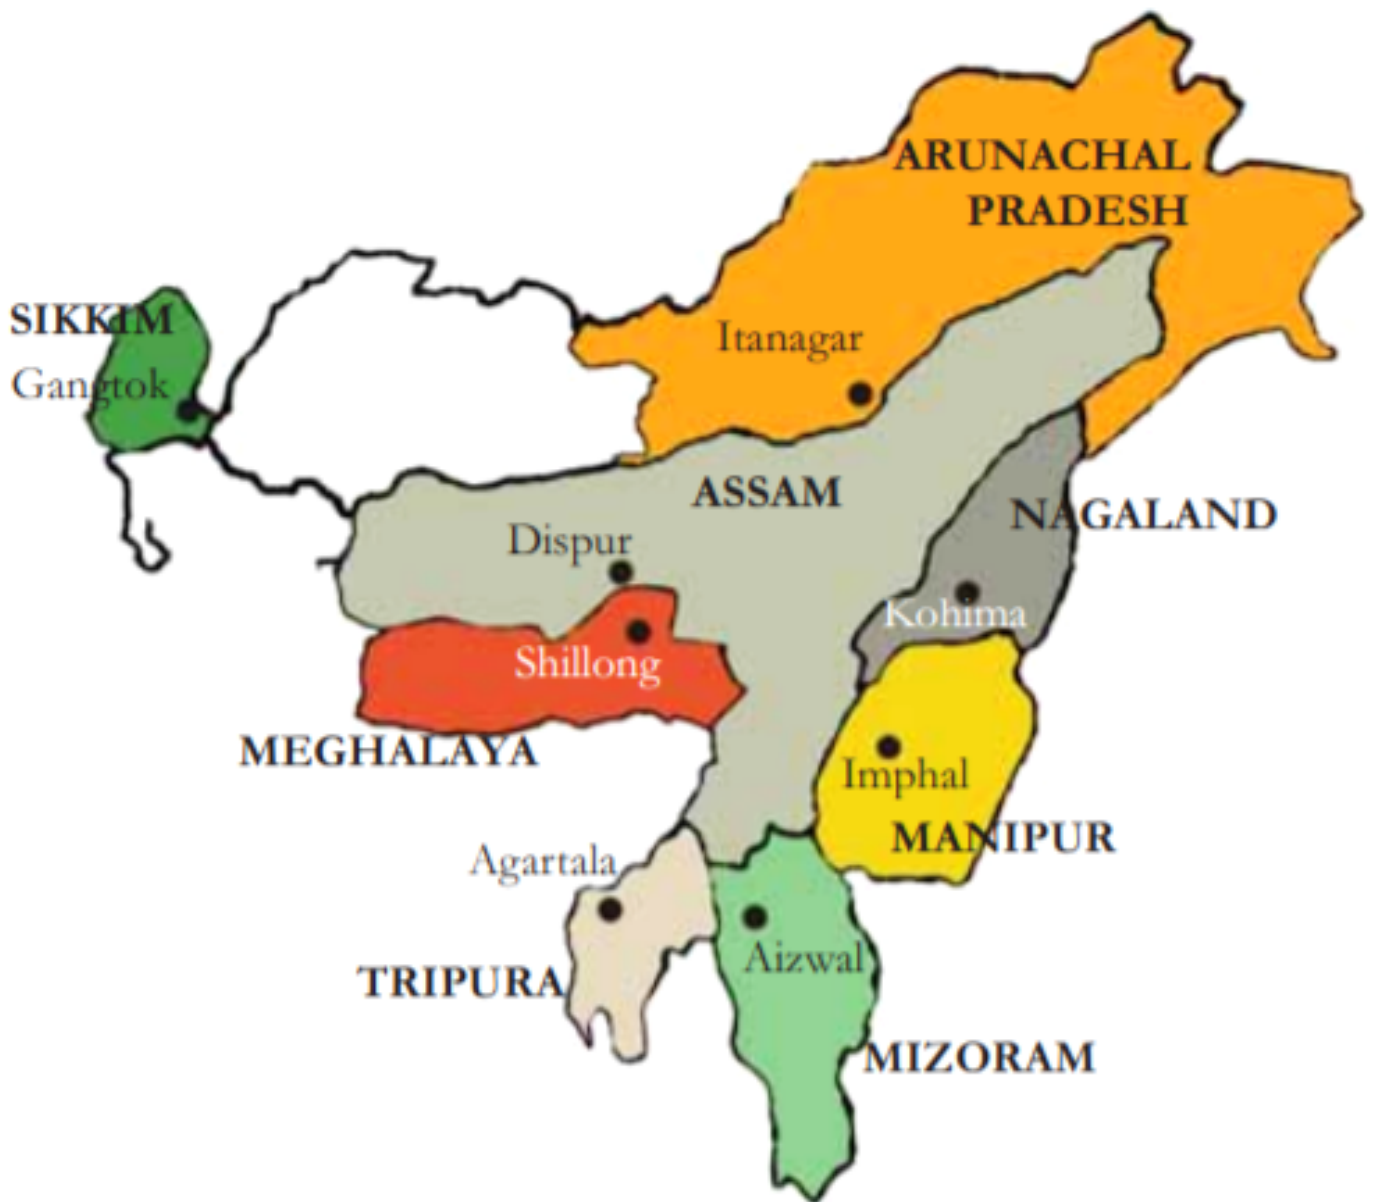 ARUNACHAL
PRADESH
SIKKIM
Gangtok
Itanagar
ASSAM
NAGALAND
Dispur
Kohima
Shillong
MEGHALAYA
Imphal
MANIPUR
Agartala
Aizwal
TRIPURA
MIZORAM